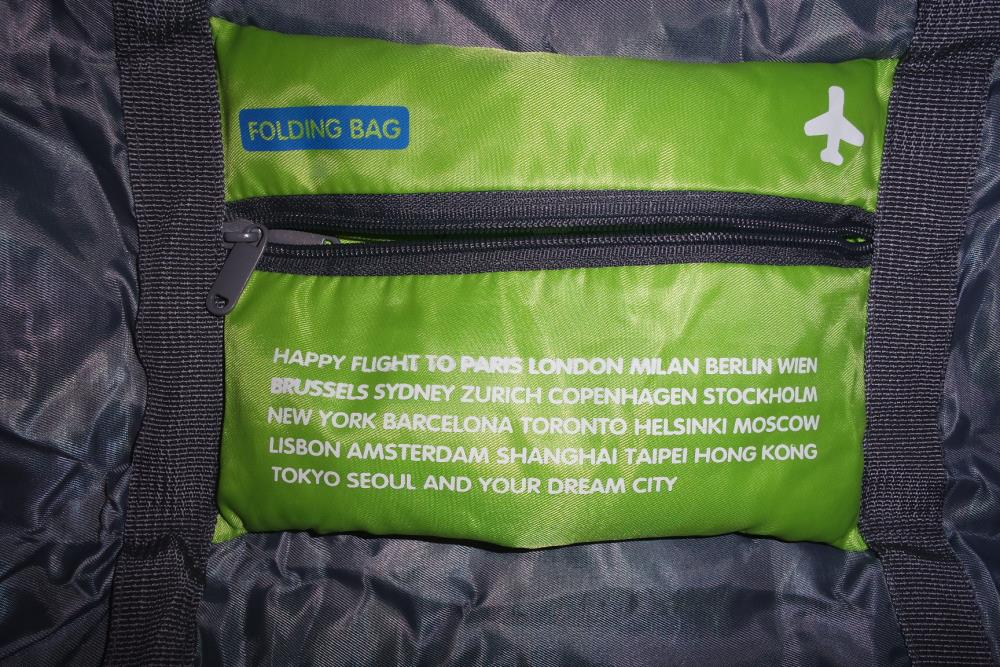 FOLDING BAG
HAPPY FLIGHT TO PARIS LONDON MILAN BERLIN WIEN
BRUSSELS SYDNEY ZURICH COPENHAGEN STOCKHOLM
NEW YORK BARCELONA TORONTO HELSINKI MOSCOW
LISBON AMSTERDAM SHANGHAI TAIPEI HONG KONG
TOKYO SEOUL AND YOUR DREAM CITY